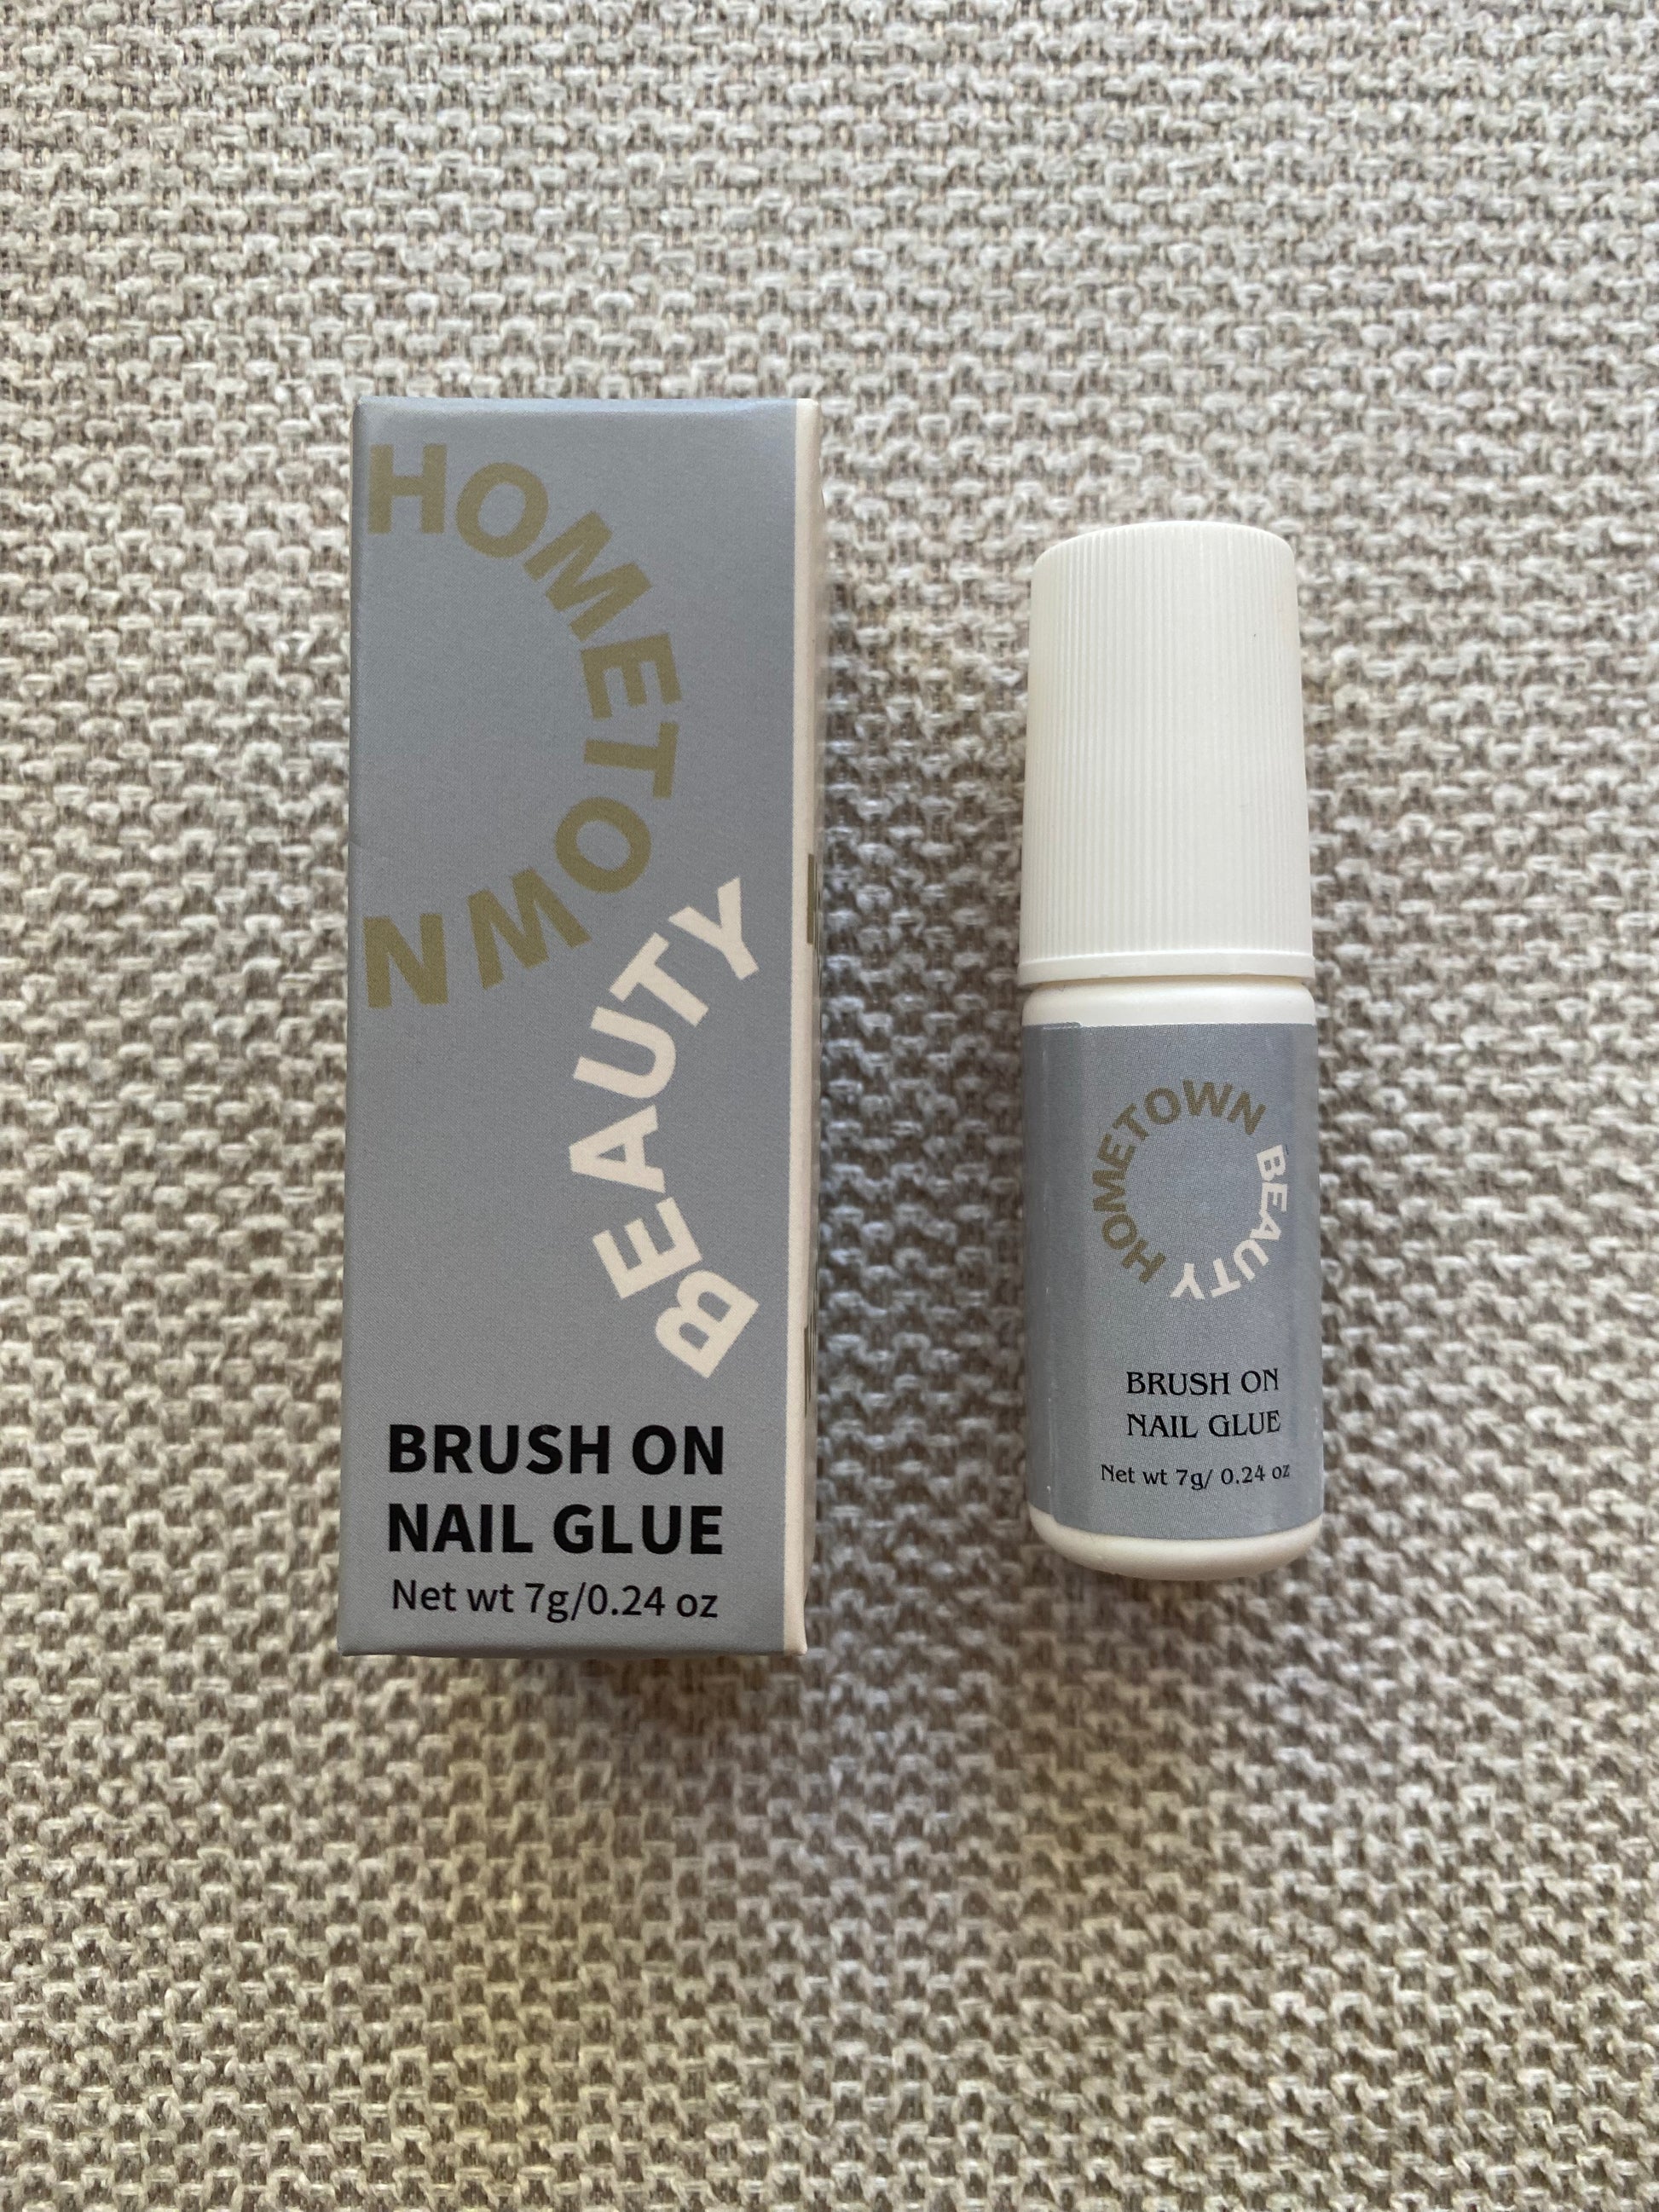 HOMETOWN
BEAUTY
BRUSH ON
NAIL GLUE
Net wt 7g/0.24 oz
HOMETOWN BEAUTY
BRUSH ON
NAIL GLUE
Net wt 7g/ 0.24 oz